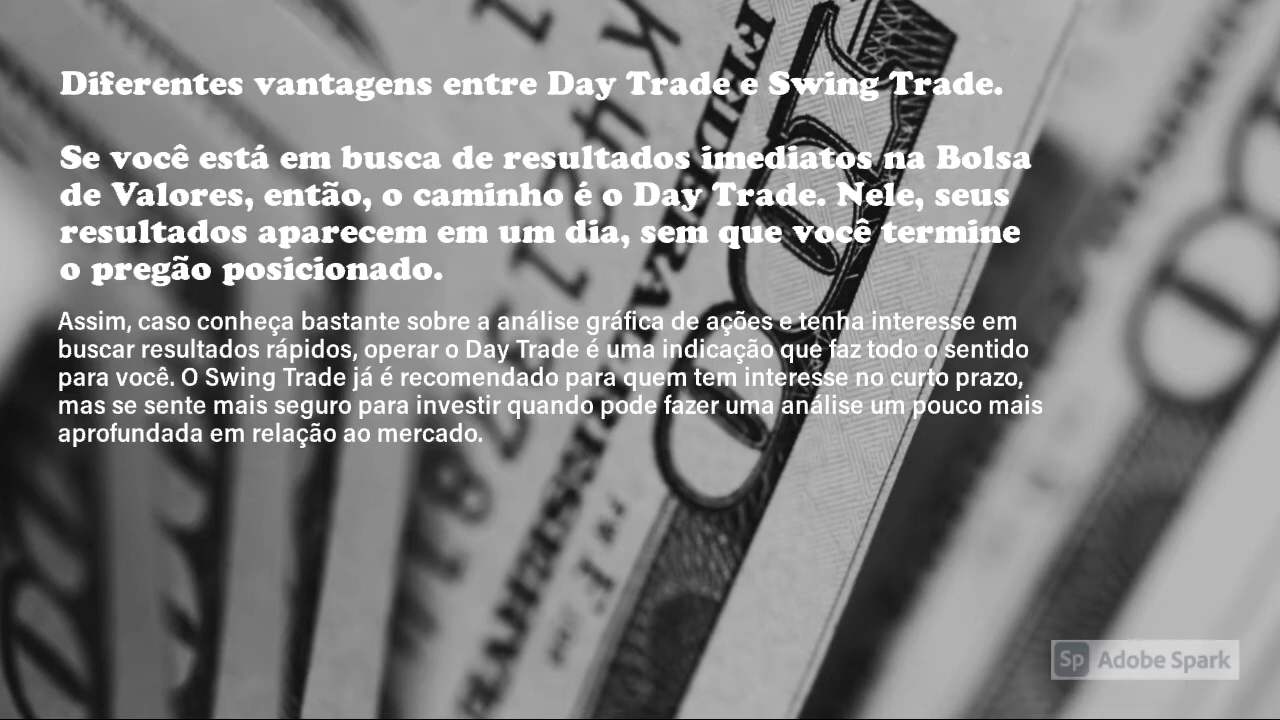 Diferentes vantagens entre Day Trade e Swing Trade.
Se você está em busca de resultados imediatos na Bolsa
de Valores, então, o caminho é o Day Trade. Nele, seus
resultados aparecem em um dia, sem que você termine
o pregão posicionado.
Assim, caso conheça bastante sobre a análise gráfica de ações e tenha interesse em
buscar resultados rápidos, operar o Day Trade é uma indicação que faz todo o sentido
para você. O Swing Trade já é recomendado para quem tem interesse no curto prazo,
mas se sente mais seguro para investir quando pode fazer uma análise um pouco mais
aprofundada em relação ao mercado.
Sp Adobe Spark